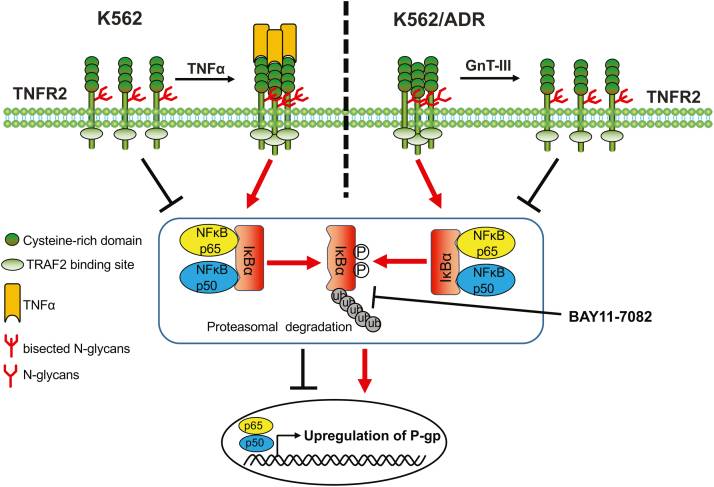 K562
K562/ADR
TNFα
GnT-III
TNFR2
TNFR2
NFκB
p65
NFκB
p50
IκBα
IκBα
P
P
IκBα
NFκB
p65
NFκB
p50
ub
ub
ub
ub
ub
Proteasomal degradation
BAY11-7082
Cysteine-rich domain
TRAF2 binding site
TNFα
bisected N-glycans
N-glycans
p65
p50
Upregulation of P-gp